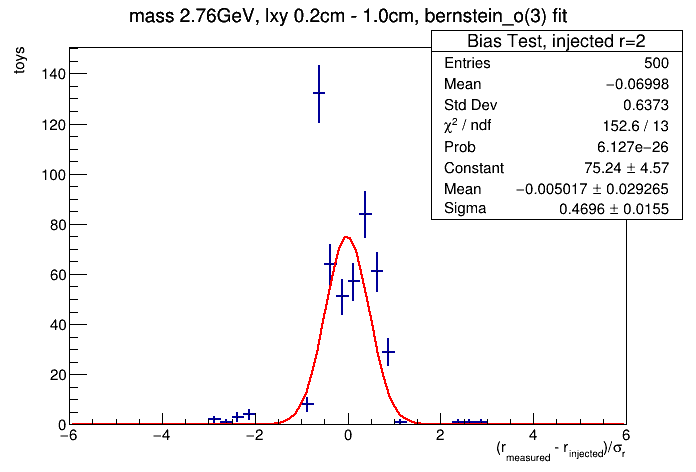 mass 2.76GeV, lxy 0.2cm - 1.0cm, bernstein_o(3) fit
Bias Test, injected r=2
Entries 500
Mean −0.06998
Std Dev 0.6373
χ² / ndf 152.6 / 13
Prob 6.127e−26
Constant 75.24 ± 4.57
Mean −0.005017 ± 0.029265
Sigma 0.4696 ± 0.0155
toys
140
120
100
80
60
40
20
0
−6 −4 −2 0 2 4 6
(r_measured - r_injected)/σ_r